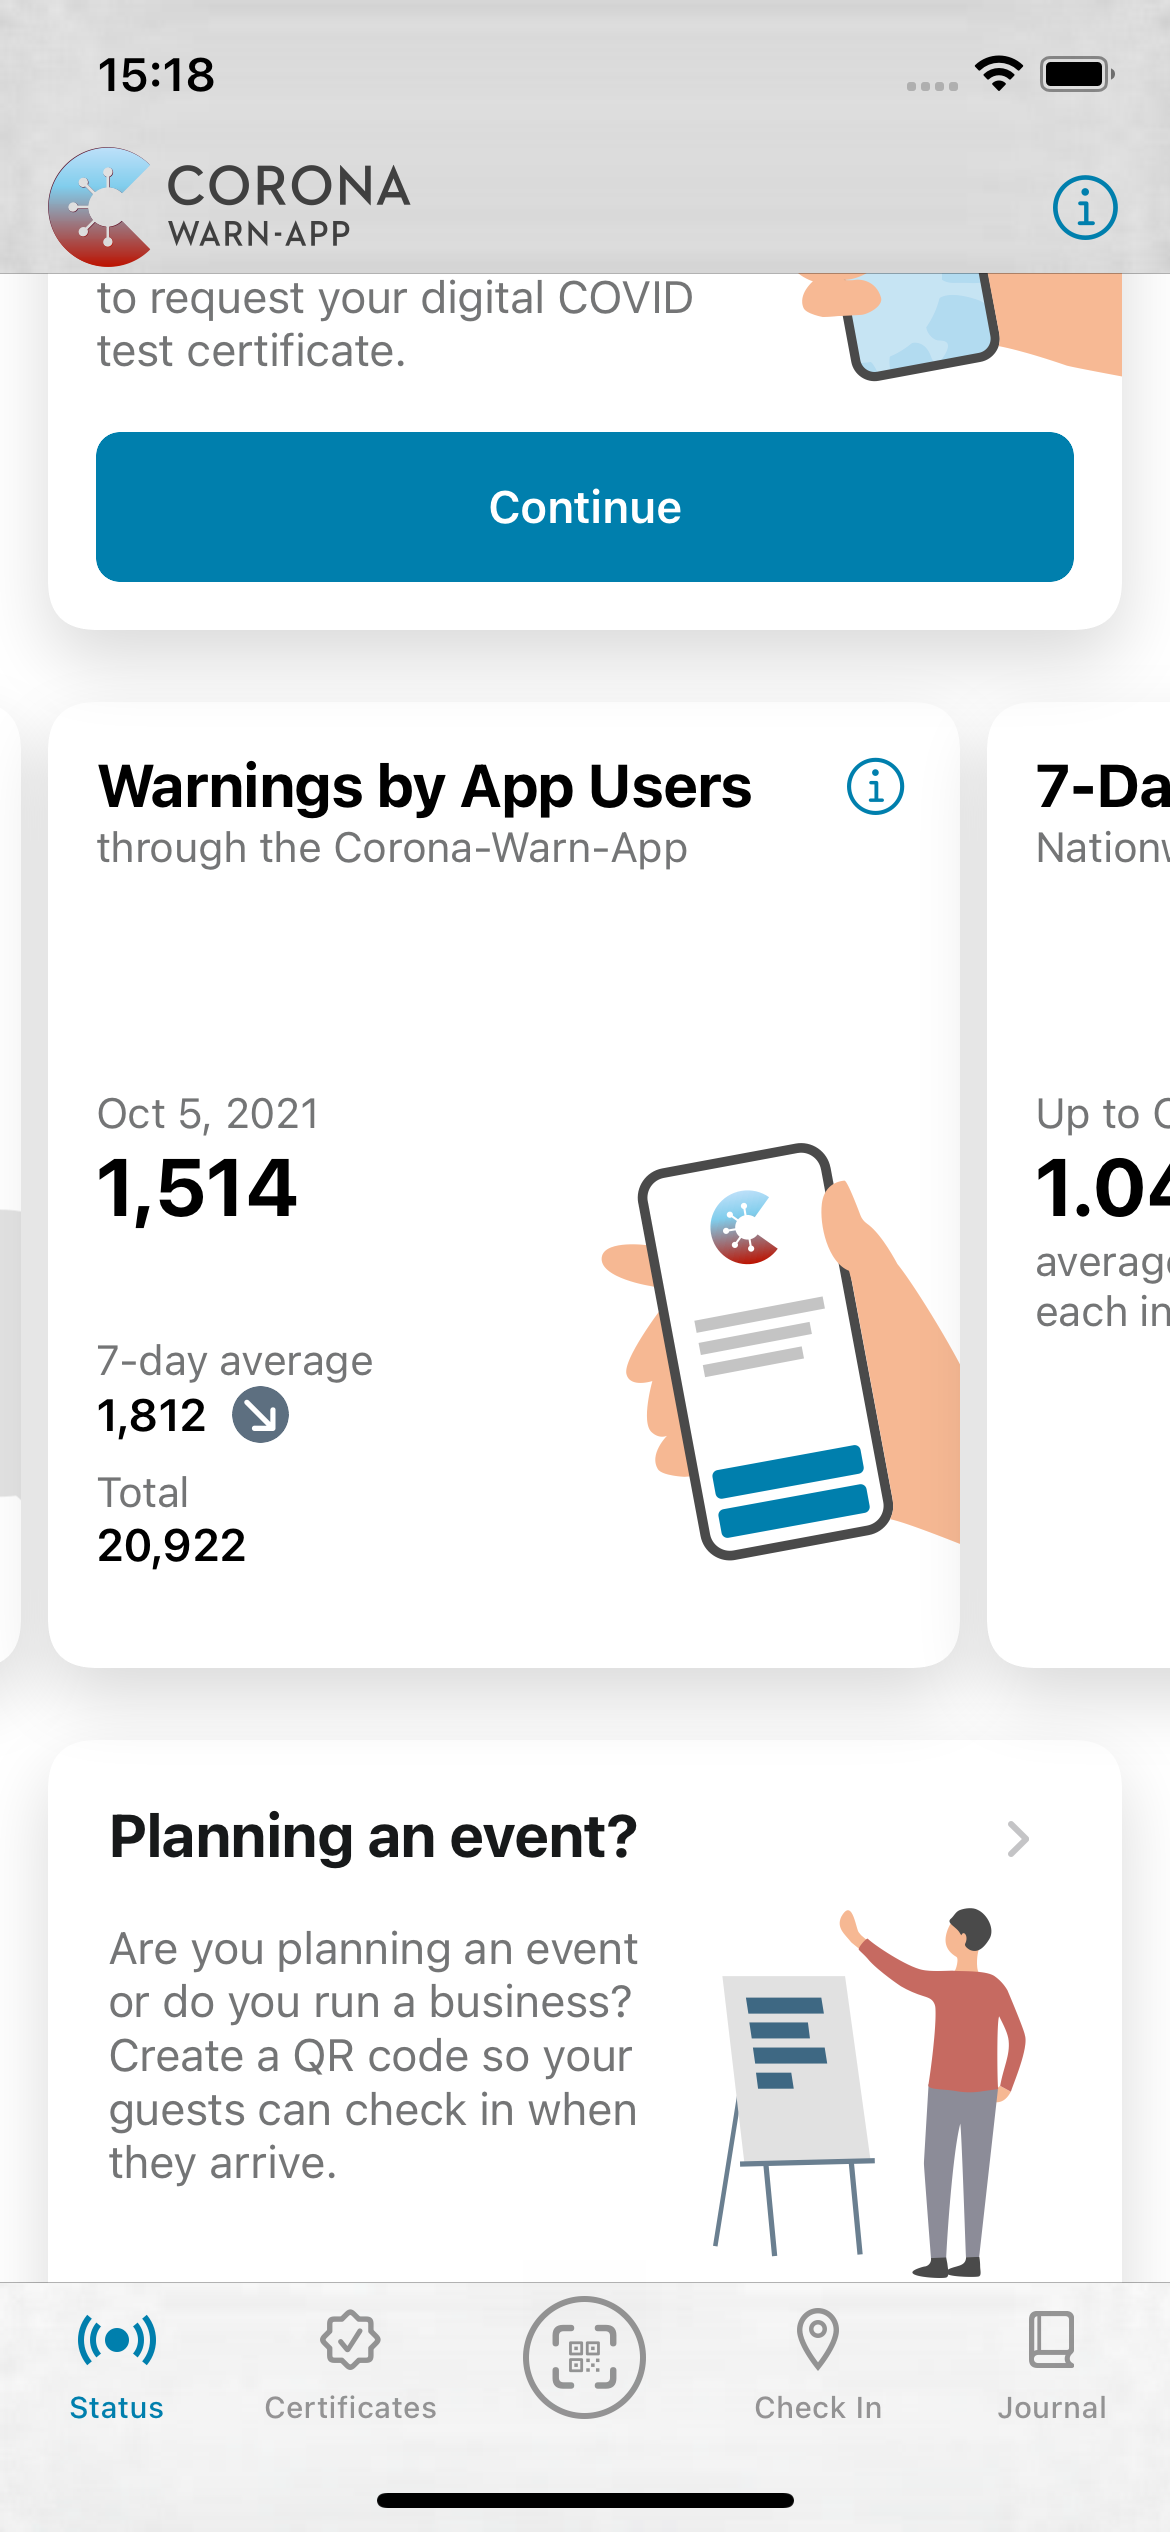 15:18
CORONA
WARN-APP
to request your digital COVID
test certificate.
Continue
Warnings by App Users
through the Corona-Warn-App
Oct 5, 2021
1,514
7-day average
1,812
Total
20,922
7-Da
Nation
Up to
1.04
averag
each in
Planning an event?
Are you planning an event
or do you run a business?
Create a QR code so your
guests can check in when
they arrive.
Status
Certificates
Check In
Journal